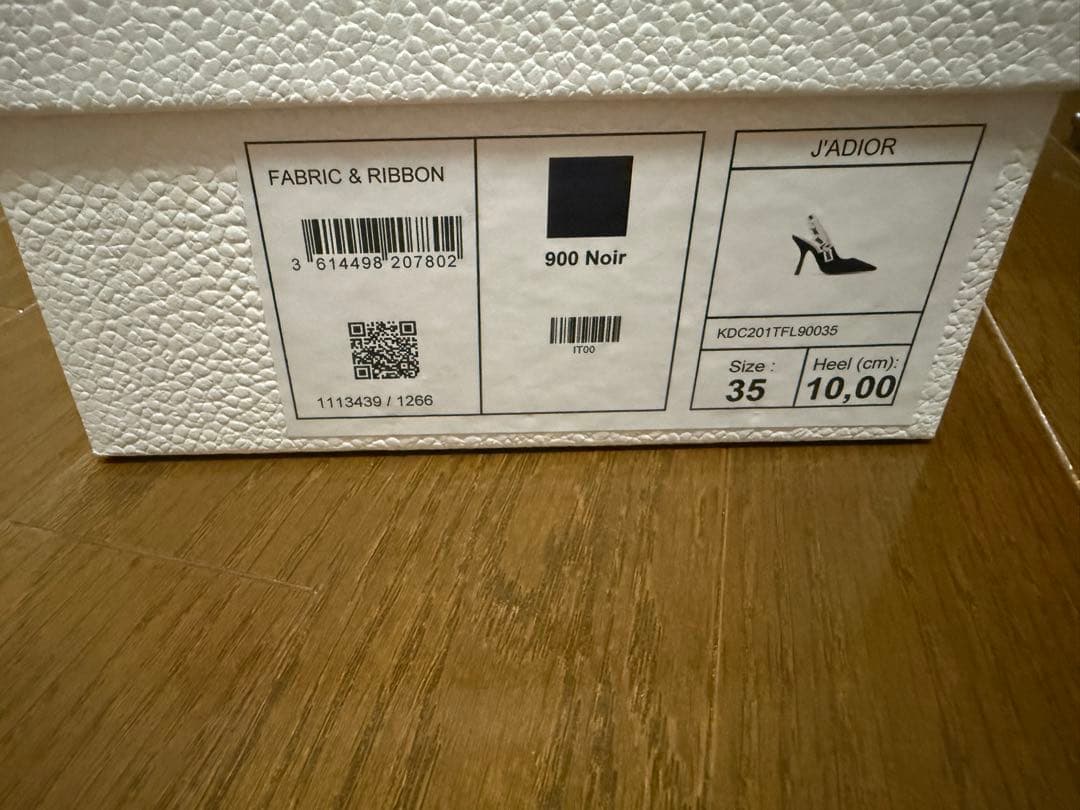 FABRIC & RIBBON
3 614498 207802
1113439 / 1266
900 Noir
IT00
J'ADIOR
KDC201TFL90035
Size :
35
Heel (cm):
10,00